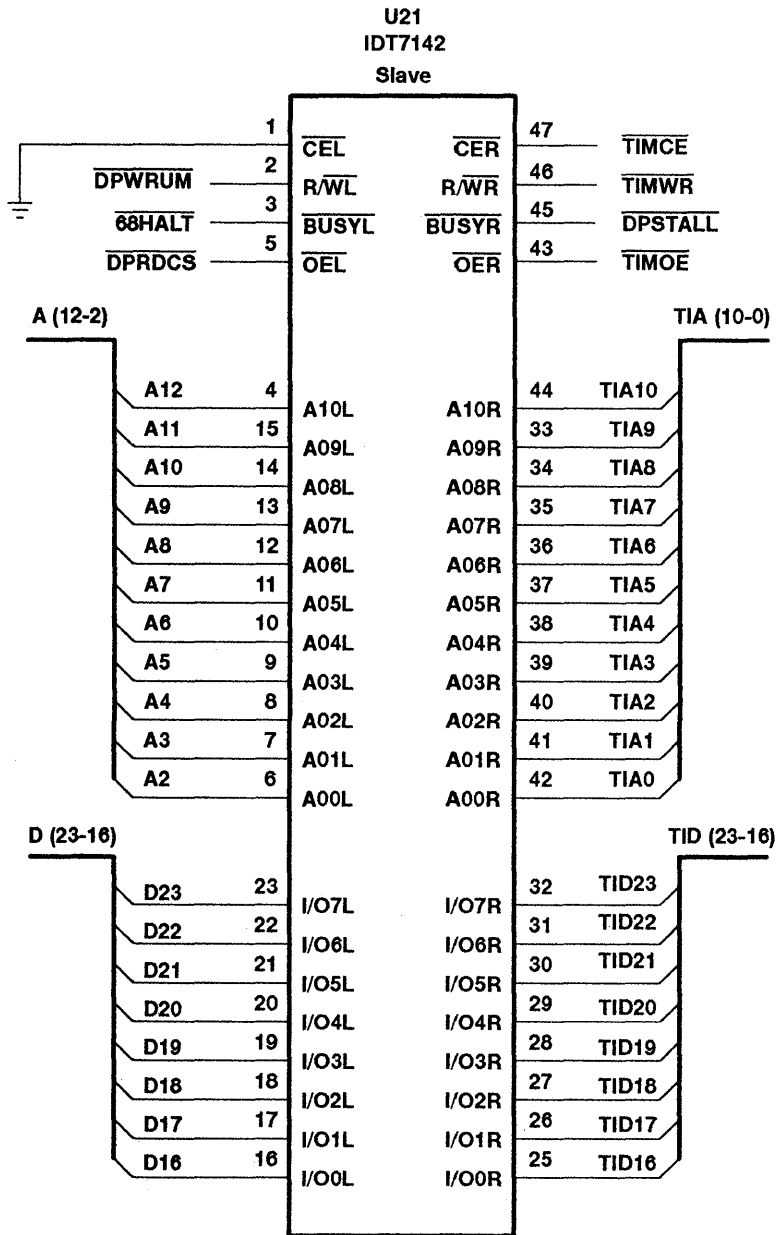 U21
IDT7142
Slave
1 CEL CER 47 TIMCE
DPWRUM 2 R/WL R/WR 46 TIMWR
68HALT 3 BUSYL BUSYR 45 DPSTALL
DPRDCS 5 OEL OER 43 TIMOE
A (12-2) TIA (10-0)
A12 4 A10L A10R 44 TIA10
A11 15 A09L A09R 33 TIA9
A10 14 A08L A08R 34 TIA8
A9 13 A07L A07R 35 TIA7
A8 12 A06L A06R 36 TIA6
A7 11 A05L A05R 37 TIA5
A6 10 A04L A04R 38 TIA4
A5 9 A03L A03R 39 TIA3
A4 8 A02L A02R 40 TIA2
A3 7 A01L A01R 41 TIA1
A2 6 A00L A00R 42 TIA0
D (23-16) TID (23-16)
D23 23 I/O7L I/O7R 32 TID23
D22 22 I/O6L I/O6R 31 TID22
D21 21 I/O5L I/O5R 30 TID21
D20 20 I/O4L I/O4R 29 TID20
D19 19 I/O3L I/O3R 28 TID19
D18 18 I/O2L I/O2R 27 TID18
D17 17 I/O1L I/O1R 26 TID17
D16 16 I/O0L I/O0R 25 TID16